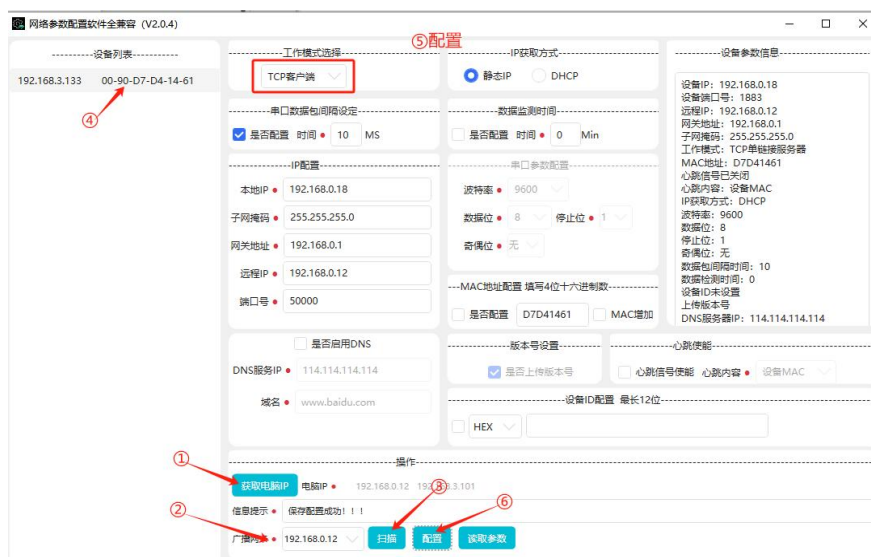 网络参数配置软件全兼容 (V2.0.4)
----------设备列表-----------
192.168.3.133 00-90-D7-D4-14-61
④
⑤配置
工作模式选择
TCP客户端
IP获取方式
静态IP DHCP
串口数据包间隔设定
是否配置 时间 10 MS
数据监测时间
是否配置 时间 0 Min
IP配置
本地IP 192.168.0.18
子网掩码 255.255.255.0
网关地址 192.168.0.1
远程IP 192.168.0.12
端口号 50000
串口参数配置
波特率 9600
数据位 8 停止位 1
奇偶位 无
---MAC地址配置 填写4位十六进制数----------
是否配置 D7D41461 MAC增加
设备参数信息
设备IP: 192.168.0.18
设备端口号: 1883
远程IP: 192.168.0.12
网关地址: 192.168.0.1
子网掩码: 255.255.255.0
工作模式: TCP单链接服务器
MAC地址: D7D41461
心跳信号已关闭
心跳内容: 设备MAC
IP获取方式: DHCP
波特率: 9600
数据位: 8
停止位: 1
奇偶位: 无
数据包间隔时间: 10
数据检测时间: 0
设备ID未设置
上传版本号
DNS服务器IP: 114.114.114.114
是否启用DNS
DNS服务IP 114.114.114.114
域名 www.baidu.com
版本号设置
是否上传版本号
心跳使能
心跳信号使能 心跳内容 设备MAC
设备ID配置 最长12位
HEX
操作
①
获取电脑IP 电脑IP 192.168.0.12 192.168.3.101
③
⑥
信息提示 保存配置成功！！！
②
广播网 192.168.0.12 扫描 配置 读取参数